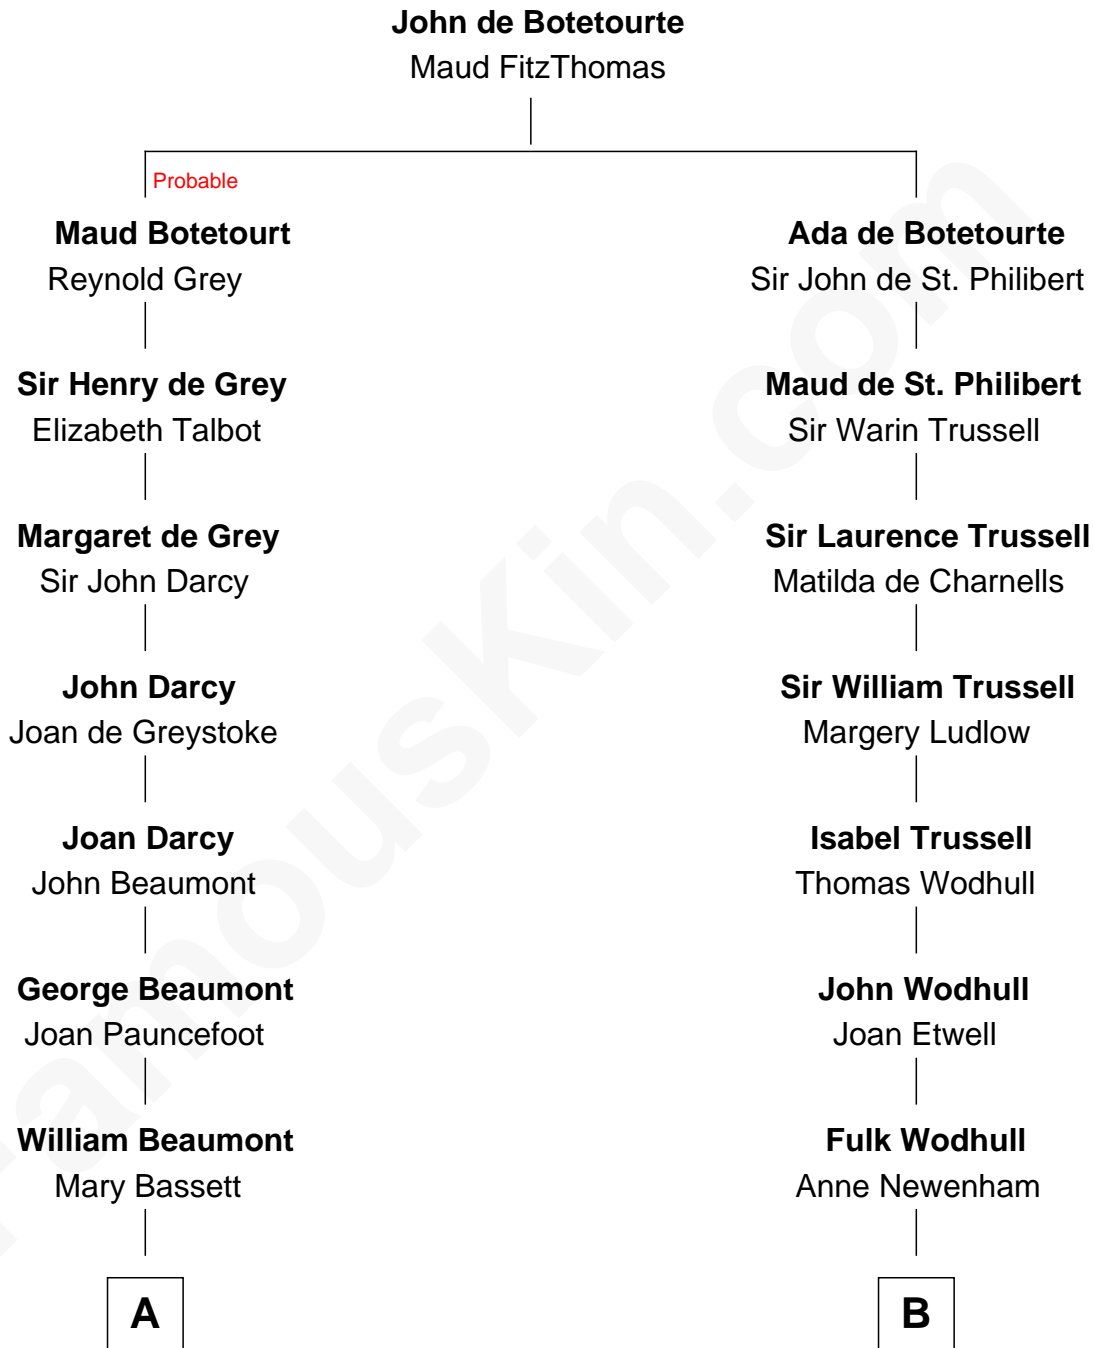 John de Botetourte
Maud FitzThomas
Probable
Maud Botetourt
Reynold Grey
Ada de Botetourte
Sir John de St. Philibert
Sir Henry de Grey
Elizabeth Talbot
Maud de St. Philibert
Sir Warin Trussell
Margaret de Grey
Sir John Darcy
Sir Laurence Trussell
Matilda de Charnells
John Darcy
Joan de Greystoke
Sir William Trussell
Margery Ludlow
Joan Darcy
John Beaumont
Isabel Trussell
Thomas Wodhull
George Beaumont
Joan Pauncefoot
John Wodhull
Joan Etwell
William Beaumont
Mary Bassett
Fulk Wodhull
Anne Newenham
A
B
FamousKin.com